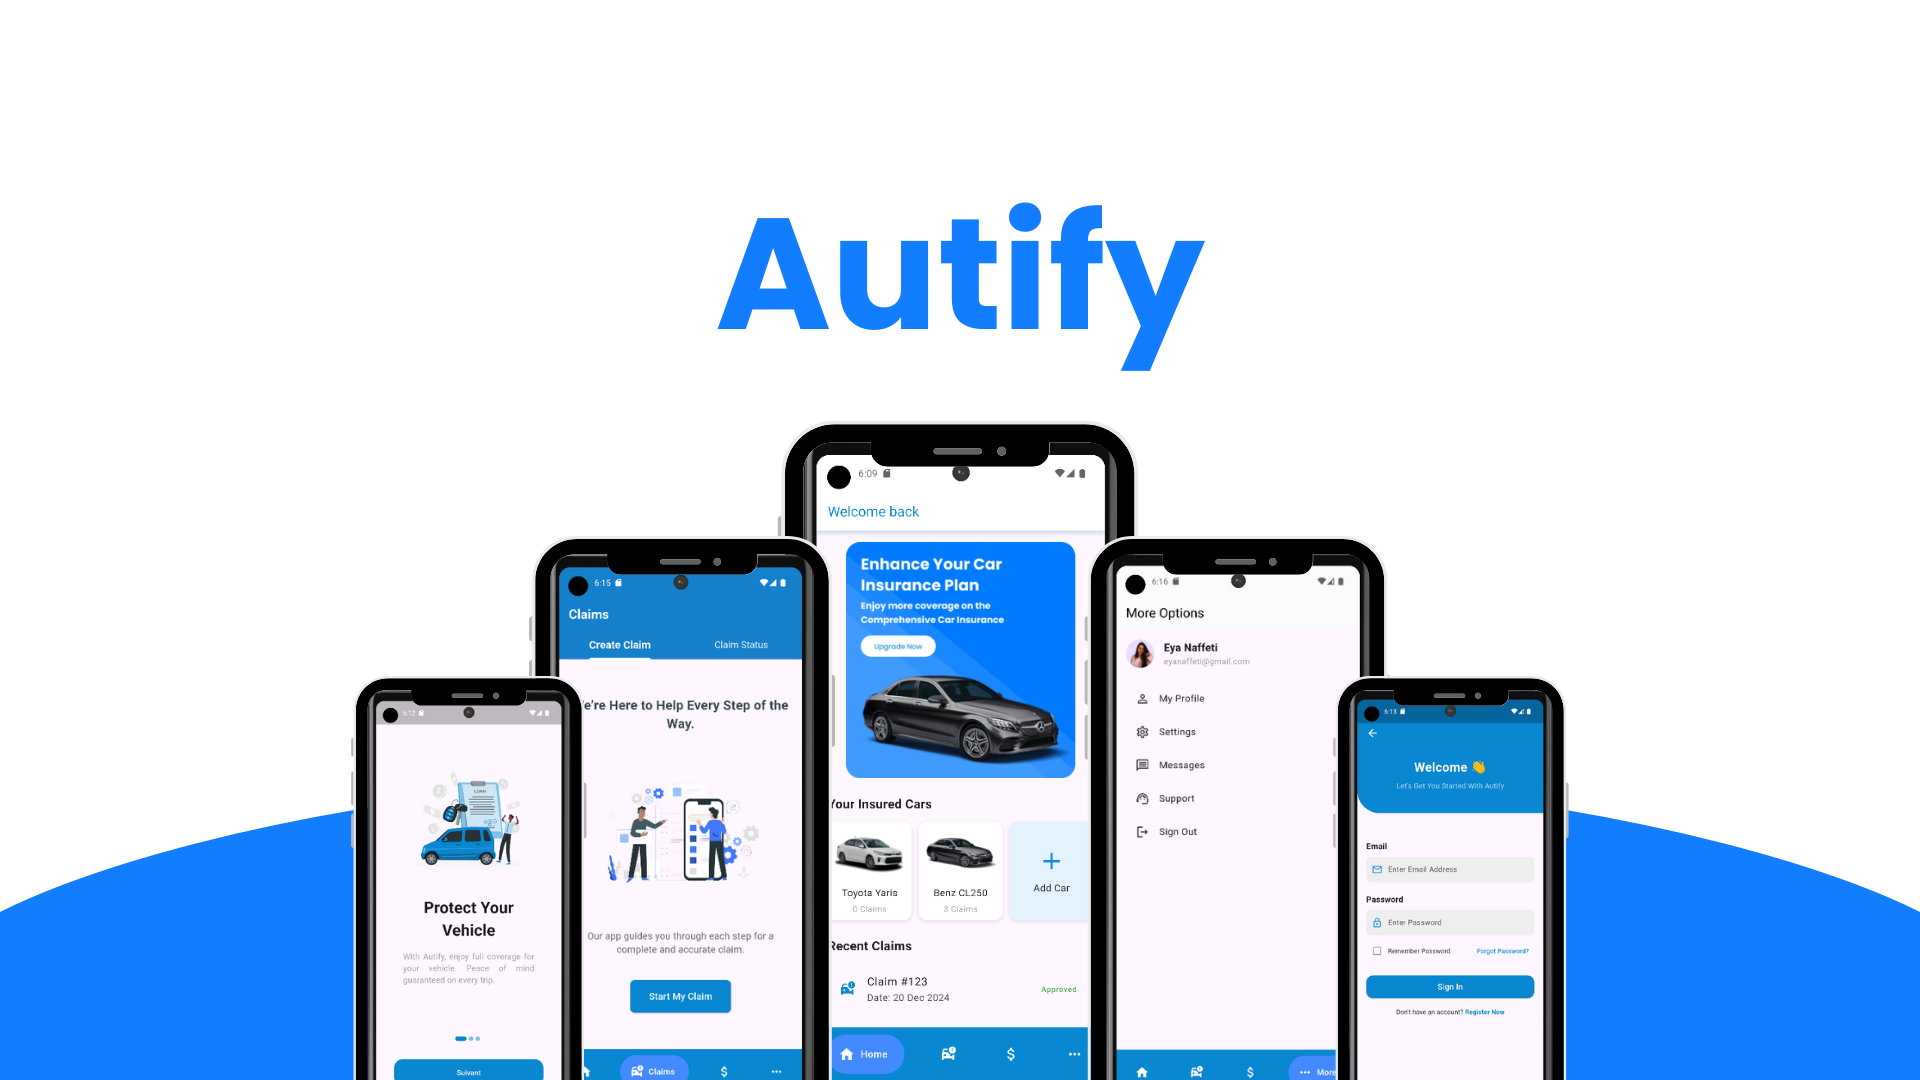 Autify
6:12
LOAN
Protect Your
Vehicle
With Autify, enjoy full coverage for
your vehicle. Peace of mind
guaranteed on every trip.
Suivant
6:15
Claims
Create Claim
Claim Status
e're Here to Help Every Step of the
Way.
Our app guides you through each step for a
complete and accurate claim.
Start My Claim
Claims
$
6:09
Welcome back
Enhance Your Car
Insurance Plan
Enjoy more coverage on the
Comprehensive Car Insurance
Upgrade Now
Your Insured Cars
Toyota Yaris
0 Claims
Benz CL250
3 Claims
Add Car
Recent Claims
Claim #123
Date: 20 Dec 2024
Approved
Home
$
6:16
More Options
Eya Naffeti
eyanaffeti@gmail.com
My Profile
Settings
Messages
Support
Sign Out
$
More
6:13
Welcome 👋
Let's Get You Started With Autify
Email
Enter Email Address
Password
Enter Password
Remember Password
Forgot Password?
Sign In
Don't have an account? Register Now